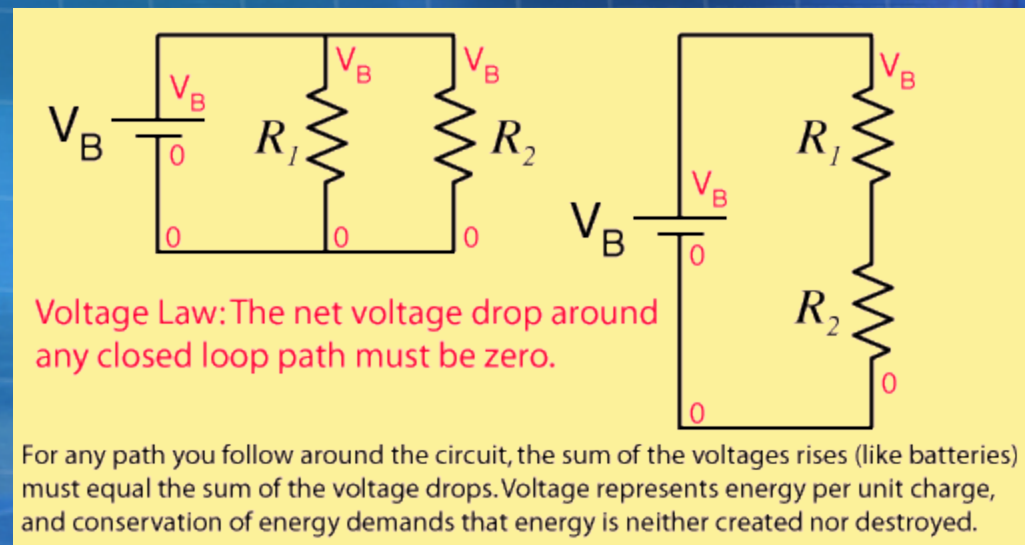 V_B
V_B
0
0
R_1
V_B
0
V_B
R_2
0
V_B
V_B
0
0
V_B
R_1
R_2
0
Voltage Law: The net voltage drop around
any closed loop path must be zero.
For any path you follow around the circuit, the sum of the voltages rises (like batteries)
must equal the sum of the voltage drops. Voltage represents energy per unit charge,
and conservation of energy demands that energy is neither created nor destroyed.